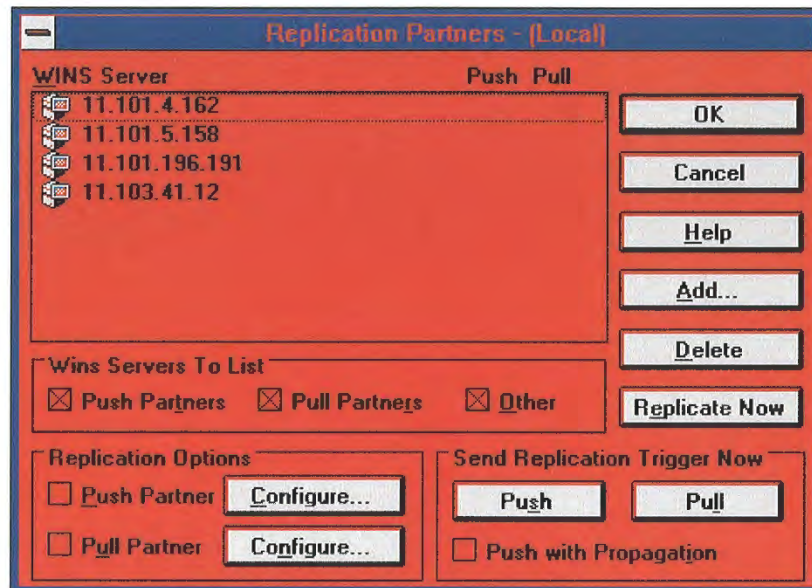 Replication Partners - (Local)
WINS Server Push Pull
11.101.4.162
11.101.5.158
11.101.196.191
11.103.41.12
OK
Cancel
Help
Add...
Delete
Replicate Now
Wins Servers To List
Push Partners Pull Partners Other
Replication Options
Push Partner Configure...
Pull Partner Configure...
Send Replication Trigger Now
Push Pull
Push with Propagation